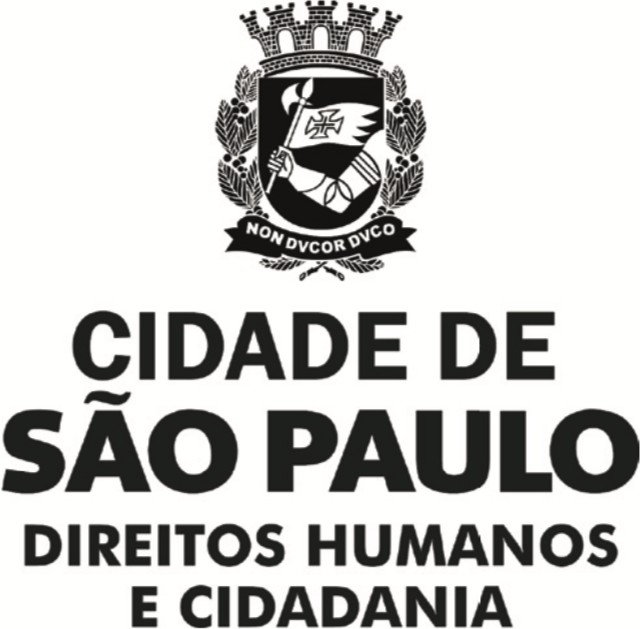 NON DVCOR DVCO
CIDADE DE
SÃO PAULO
DIREITOS HUMANOS
E CIDADANIA